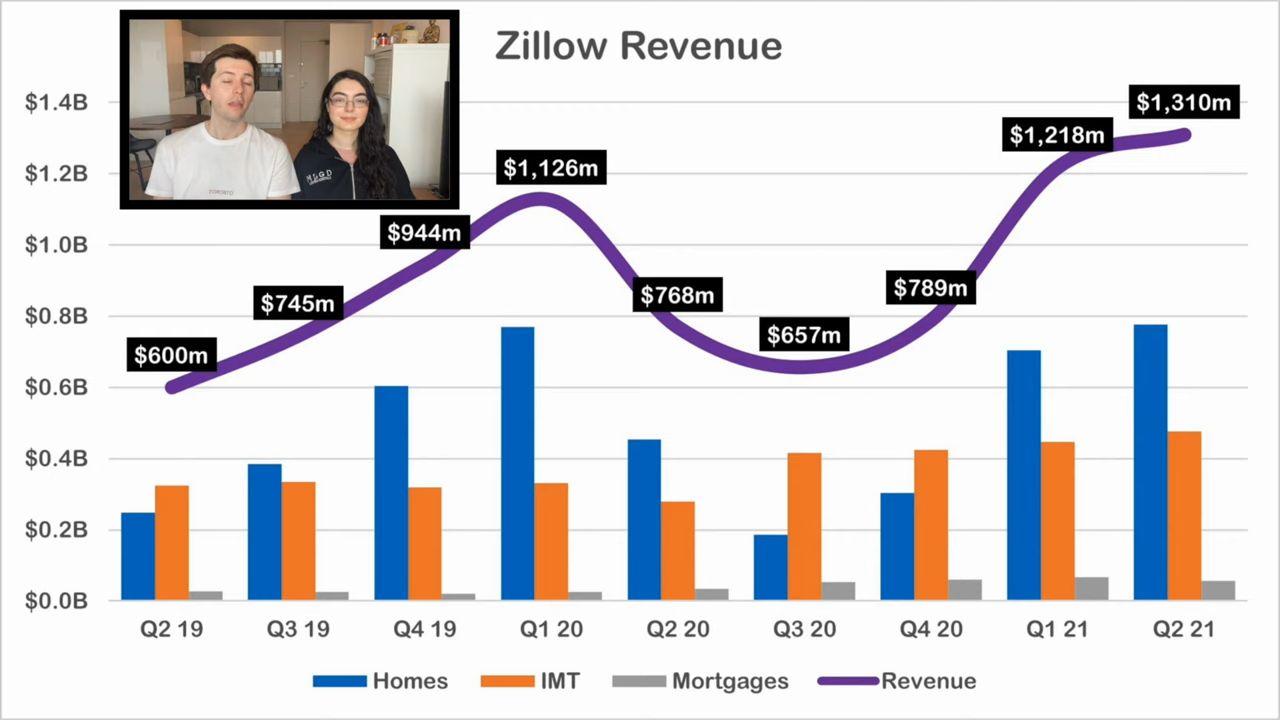 Zillow Revenue
$1.4B
$1.2B
$1.0B
$0.8B
$0.6B
$0.4B
$0.2B
$0.0B
$600m
$745m
$944m
$1,126m
$768m
$657m
$789m
$1,218m
$1,310m
TORONTO
Q2 19
Q3 19
Q4 19
Q1 20
Q2 20
Q3 20
Q4 20
Q1 21
Q2 21
Homes
IMT
Mortgages
Revenue